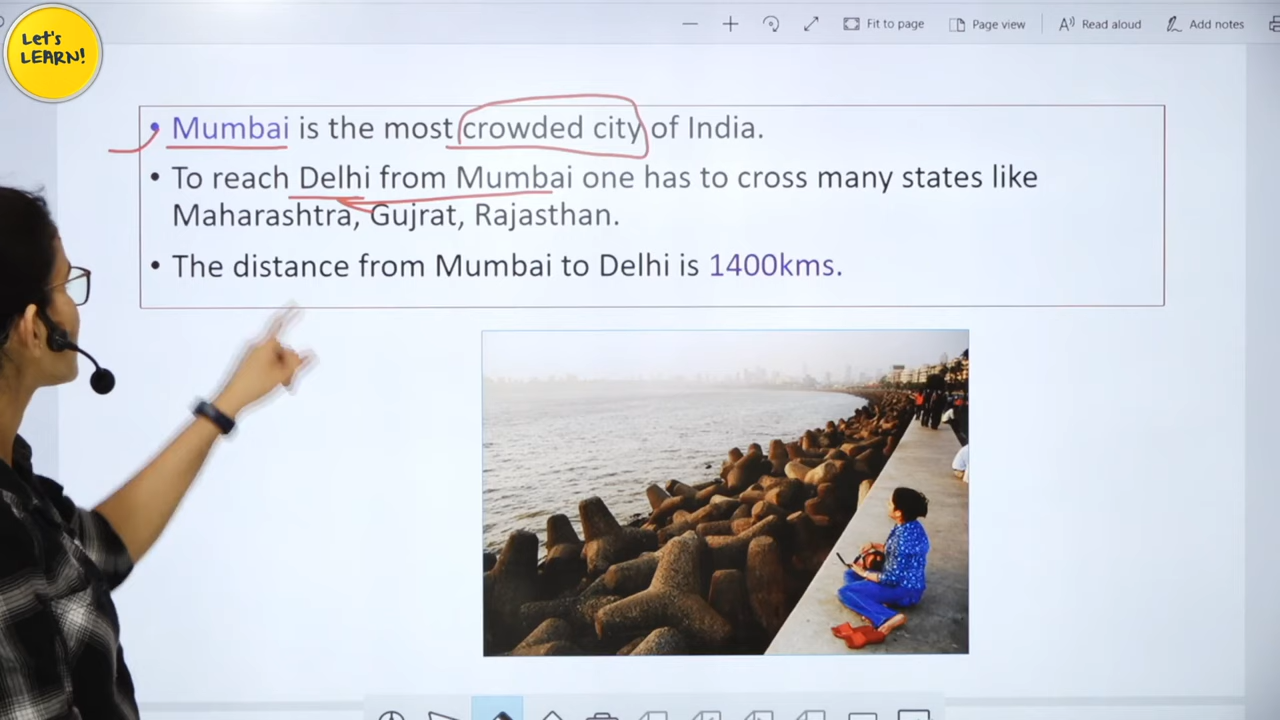 Let's
LEARN!
Fit to page
Page view
Read aloud
Add notes
• Mumbai is the most crowded city of India.
• To reach Delhi from Mumbai one has to cross many states like
Maharashtra, Gujrat, Rajasthan.
• The distance from Mumbai to Delhi is 1400kms.